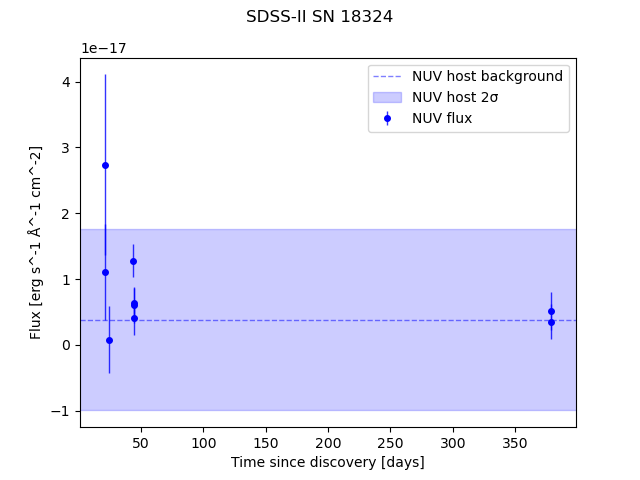 SDSS-II SN 18324
1e−17
NUV host background
NUV host 2σ
NUV flux
4
3
2
1
0
−1
Flux [erg s^-1 Å^-1 cm^-2]
50 100 150 200 250 300 350
Time since discovery [days]